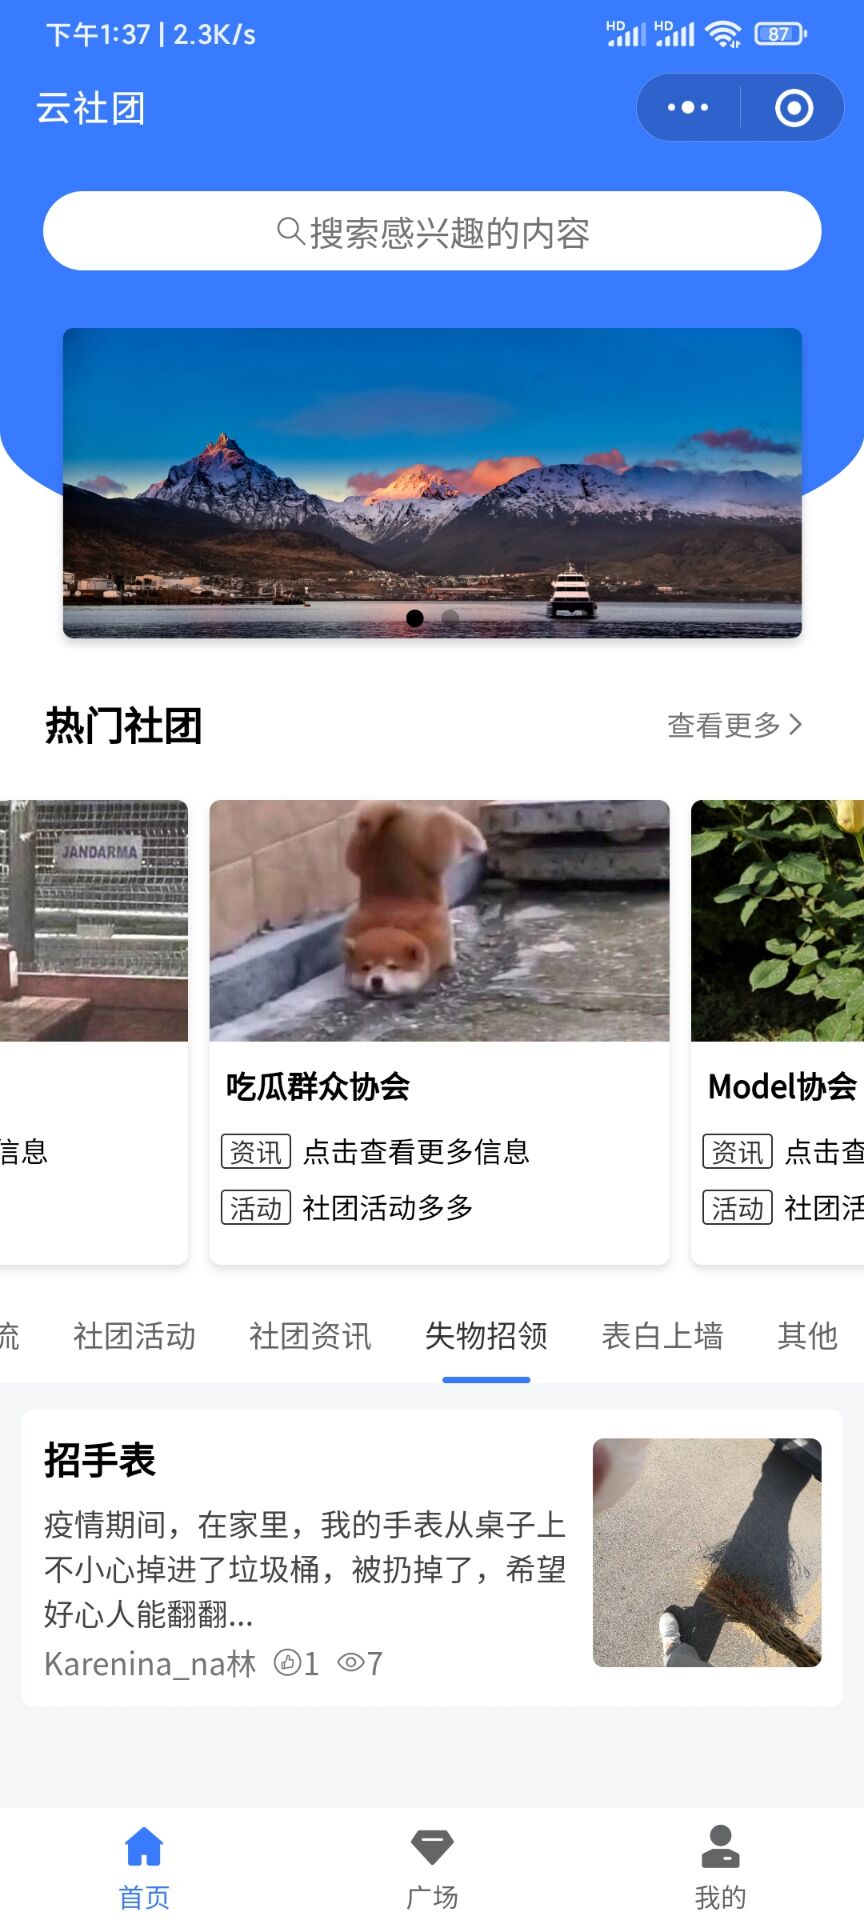 下午1:37 | 2.3K/s
HD HD 87
云社团
搜索感兴趣的内容
热门社团
查看更多
JANDARMA
吃瓜群众协会
Model协会
信息
资讯 点击查看更多信息
资讯 点击查
活动 社团活动多多
活动 社团活
流 社团活动 社团资讯 失物招领 表白上墙 其他
招手表
疫情期间，在家里，我的手表从桌子上
不小心掉进了垃圾桶，被扔掉了，希望
好心人能翻翻...
Karenina_na林 1 7
首页 广场 我的